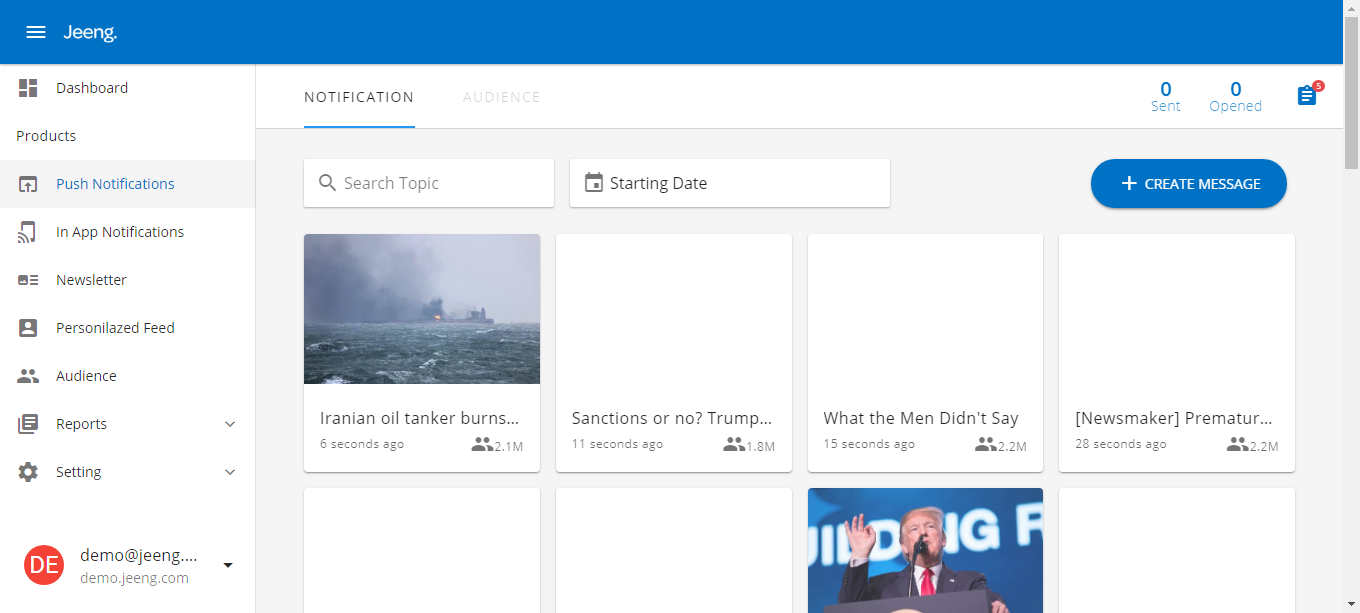 Jeeng.
Dashboard
Products
Push Notifications
In App Notifications
Newsletter
Personilazed Feed
Audience
Reports
Setting
DE
demo@jeeng....
demo.jeeng.com
NOTIFICATION
AUDIENCE
0
Sent
0
Opened
5
Search Topic
Starting Date
CREATE MESSAGE
Iranian oil tanker burns...
6 seconds ago
2.1M
Sanctions or no? Trump...
11 seconds ago
1.8M
What the Men Didn't Say
15 seconds ago
2.2M
[Newsmaker] Prematur...
28 seconds ago
2.2M
UILDING R